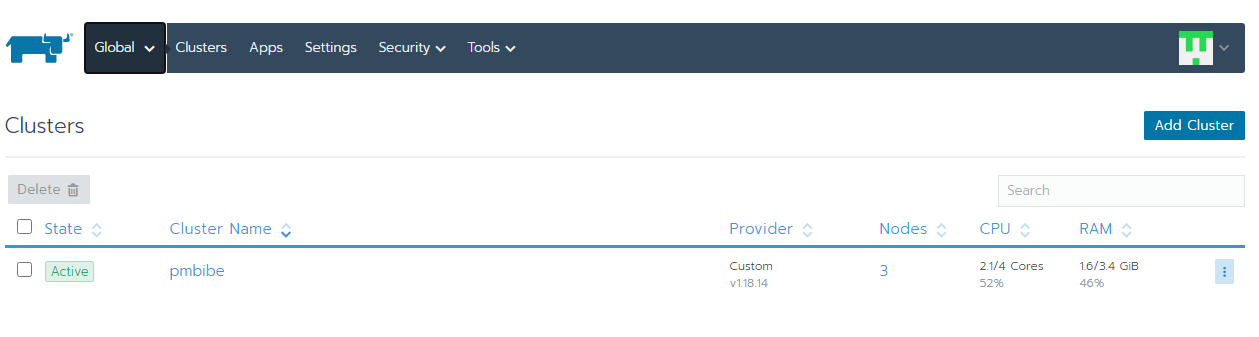 Global Clusters Apps Settings Security Tools
Clusters
Add Cluster
Delete
Search
State Cluster Name Provider Nodes CPU RAM
Active pmbibe Custom 3 2.1/4 Cores 1.6/3.4 GiB
v1.18.14 52% 46%